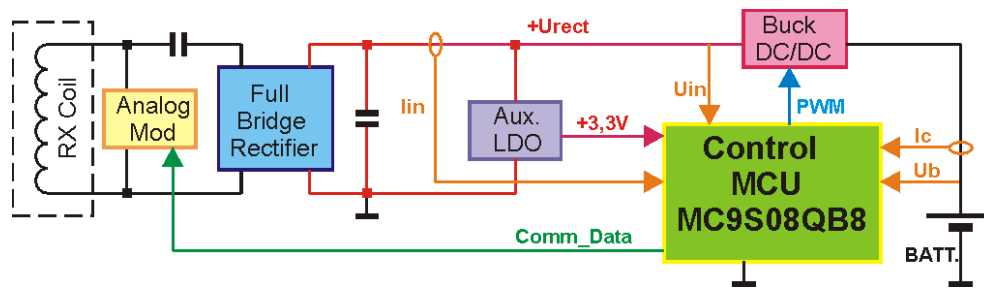 RX Coil
Analog
Mod
Full
Bridge
Rectifier
Iin
+Urect
Aux.
LDO
+3,3V
Uin
Buck
DC/DC
PWM
Control
MCU
MC9S08QB8
Ic
Ub
BATT.
Comm_Data